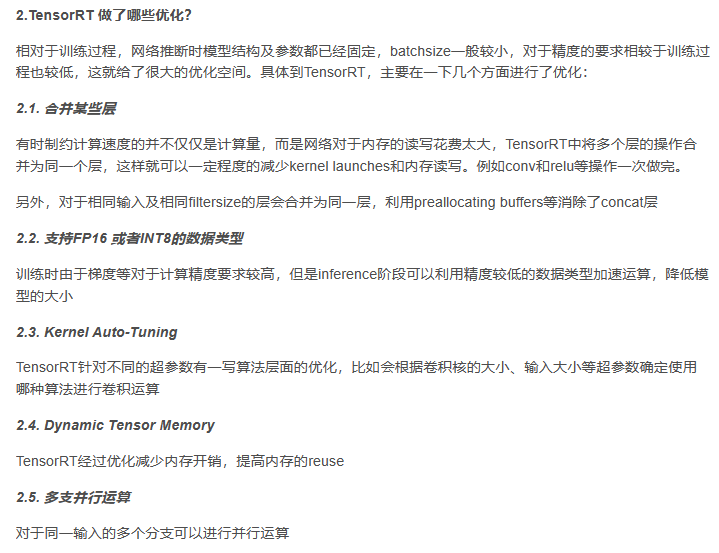 2.TensorRT 做了哪些优化？
相对于训练过程，网络推断时模型结构及参数都已经固定，batchsize一般较小，对于精度的要求相较于训练过
程也较低，这就给了很大的优化空间。具体到TensorRT，主要在一下几个方面进行了优化：
2.1. 合并某些层
有时制约计算速度的并不仅仅是计算量，而是网络对于内存的读写花费太大，TensorRT中将多个层的操作合
并为同一个层，这样就可以一定程度的减少kernel launches和内存读写。例如conv和relu等操作一次做完。
另外，对于相同输入及相同filtersize的层会合并为同一层，利用preallocating buffers等消除了concat层
2.2. 支持FP16 或者INT8的数据类型
训练时由于梯度等对于计算精度要求较高，但是inference阶段可以利用精度较低的数据类型加速运算，降低模
型的大小
2.3. Kernel Auto-Tuning
TensorRT针对不同的超参数有一写算法层面的优化，比如会根据卷积核的大小、输入大小等超参数确定使用
哪种算法进行卷积运算
2.4. Dynamic Tensor Memory
TensorRT经过优化减少内存开销，提高内存的reuse
2.5. 多支并行运算
对于同一输入的多个分支可以进行并行运算